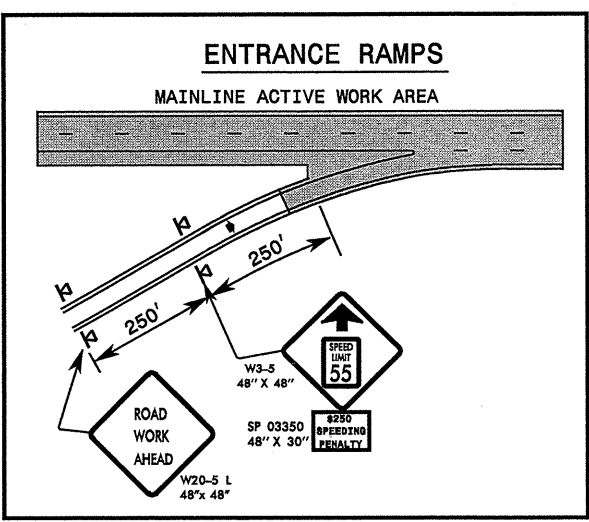 ENTRANCE RAMPS
MAINLINE ACTIVE WORK AREA
250'
250'
SPEED
LIMIT
55
W3-5
48" X 48"
ROAD
WORK
AHEAD
SP 03350
48" X 30"
$250
SPEEDING
PENALTY
W20-5 L
48"x 48"